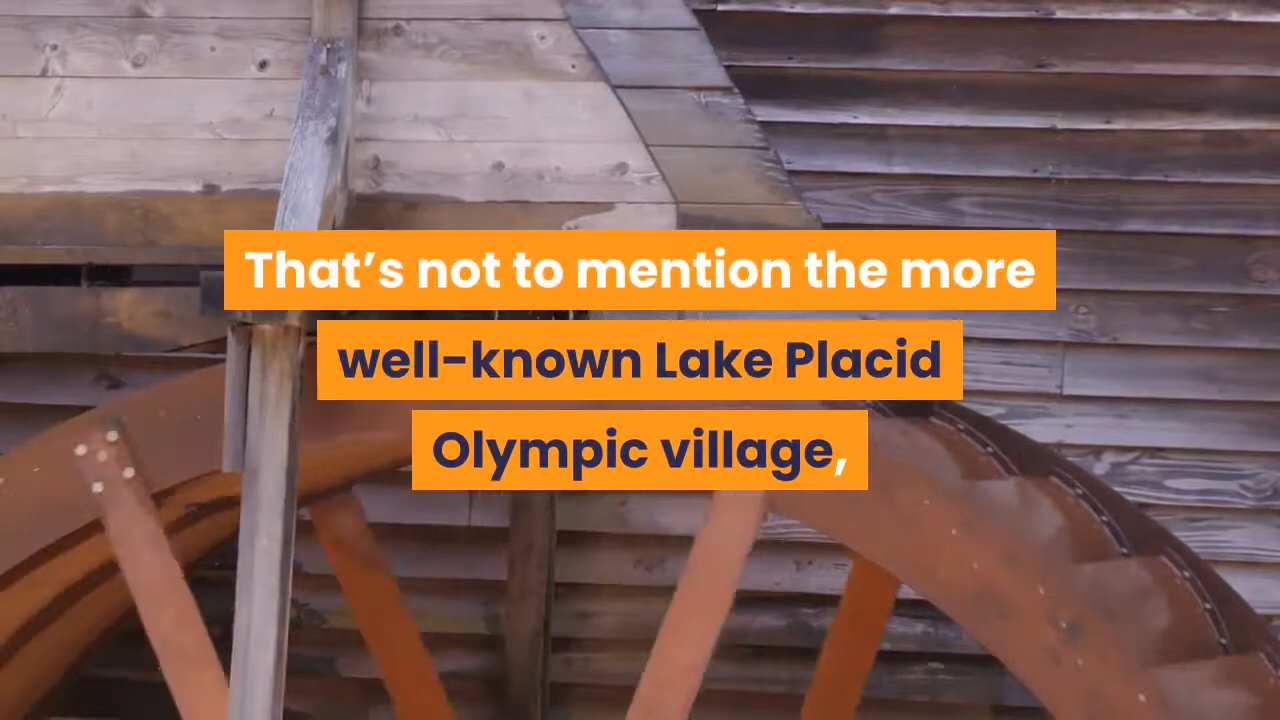 That’s not to mention the more
well-known Lake Placid
Olympic village,